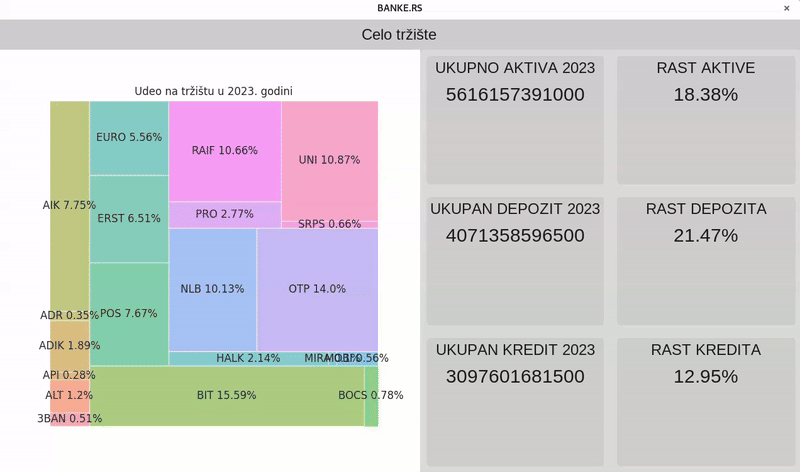 BANKE.RS
×
Celo tržište
Udeo na tržištu u 2023. godini
EURO 5.56%
RAIF 10.66%
UNI 10.87%
AIK 7.75%
ERST 6.51%
PRO 2.77%
SRPS 0.66%
NLB 10.13%
OTP 14.0%
ADR 0.35%
POS 7.67%
ADIK 1.89%
HALK 2.14%
0.56%
API 0.28%
ALT 1.2%
BIT 15.59%
BOCS 0.78%
3BAN 0.51%
UKUPNO AKTIVA 2023
5616157391000
RAST AKTIVE
18.38%
UKUPAN DEPOZIT 2023
4071358596500
RAST DEPOZITA
21.47%
UKUPAN KREDIT 2023
3097601681500
RAST KREDITA
12.95%